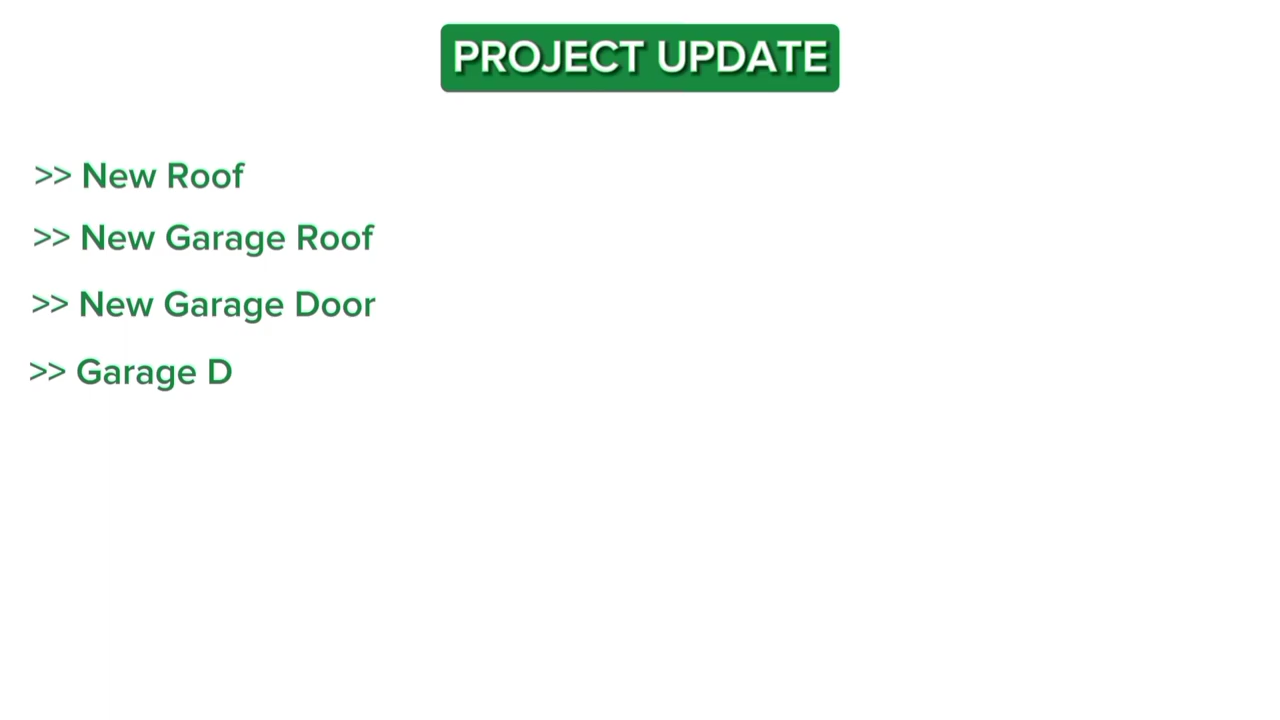 PROJECT UPDATE
>> New Roof
>> New Garage Roof
>> New Garage Door
>> Garage D